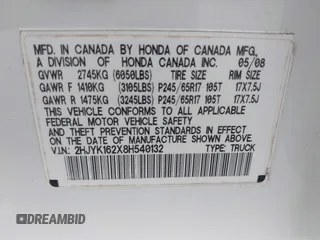 MFD. IN CANADA BY HONDA OF CANADA MFG.,
A DIVISION OF HONDA CANADA INC. 05/08
GVWR 2745KG (6050LBS) TIRE SIZE RIM SIZE
GAWR F 1410KG (3105LBS) P245/65R17 105T 17X7.5J
GAWR R 1475KG (3245LBS) P245/65R17 105T 17X7.5J
THIS VEHICLE CONFORMS TO ALL APPLICABLE
FEDERAL MOTOR VEHICLE SAFETY
AND THEFT PREVENTION STANDARDS IN EFFECT ON
THE DATE OF MANUFACTURE SHOWN ABOVE.
V.I.N: 2HJYK162X8H540132 TYPE: TRUCK
DREAMBID